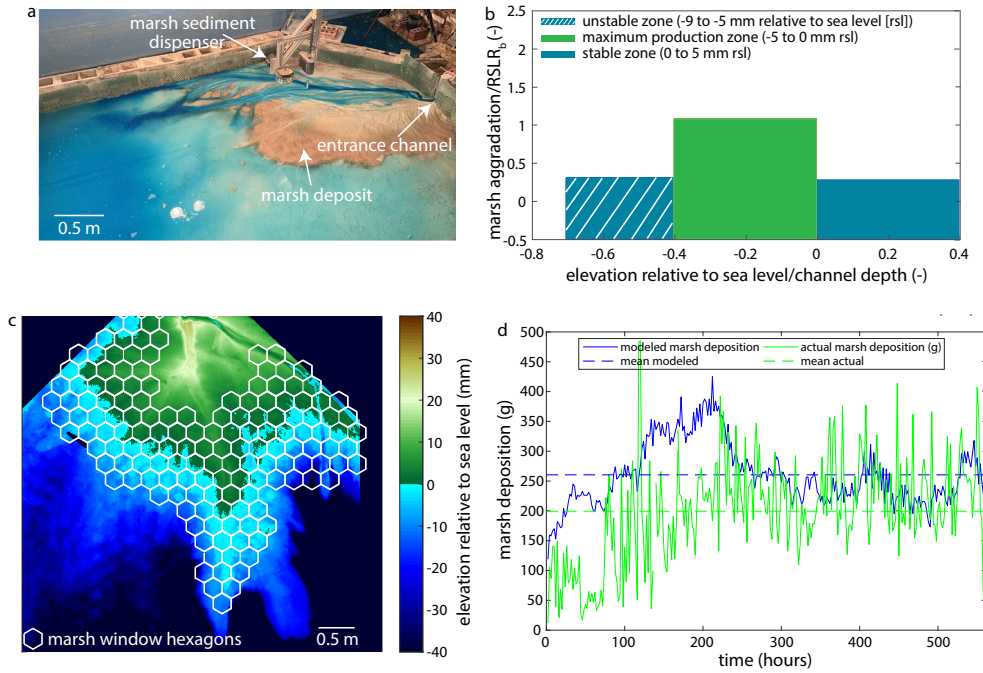 a
marsh sediment
dispenser
entrance channel
marsh deposit
0.5 m
b
2.5
2
1.5
1
0.5
0
-0.5
marsh aggradation/RSLR_b (-)
unstable zone (-9 to -5 mm relative to sea level [rsl])
maximum production zone (-5 to 0 mm rsl)
stable zone (0 to 5 mm rsl)
-0.8 -0.6 -0.4 -0.2 0 0.2 0.4
elevation relative to sea level/channel depth (-)
c
marsh window hexagons
0.5 m
40
30
20
10
0
-10
-20
-30
-40
elevation relative to sea level (mm)
d
500
450
400
350
300
250
200
150
100
50
0
marsh deposition (g)
modeled marsh deposition
actual marsh deposition (g)
mean modeled
mean actual
0 100 200 300 400 500
time (hours)